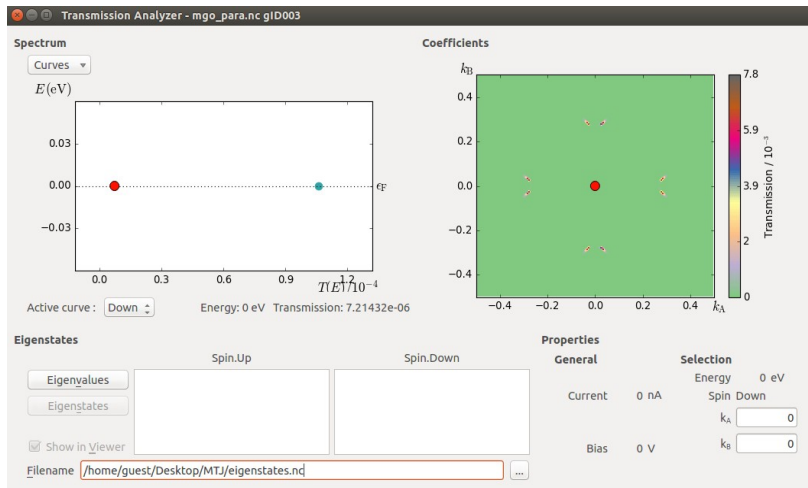 Transmission Analyzer - mgo_para.nc gID003
Spectrum
Curves
E(eV)
0.03
0.00
−0.03
εF
0.0 0.3 0.6 0.9 1.2
T(E)/10−4
Active curve : Down
Energy: 0 eV Transmission: 7.21432e-06
Coefficients
kB
0.4
0.2
0.0
−0.2
−0.4
−0.4 −0.2 0.0 0.2 0.4 kA
7.8
5.9
3.9
2
0
Transmission / 10−3
Eigenstates
Spin.Up Spin.Down
Eigenvalues
Eigenstates
Show in Viewer
Filename /home/guest/Desktop/MTJ/eigenstates.nc
...
Properties
General Selection
Energy 0 eV
Current 0 nA Spin Down
kA 0
Bias 0 V kB 0